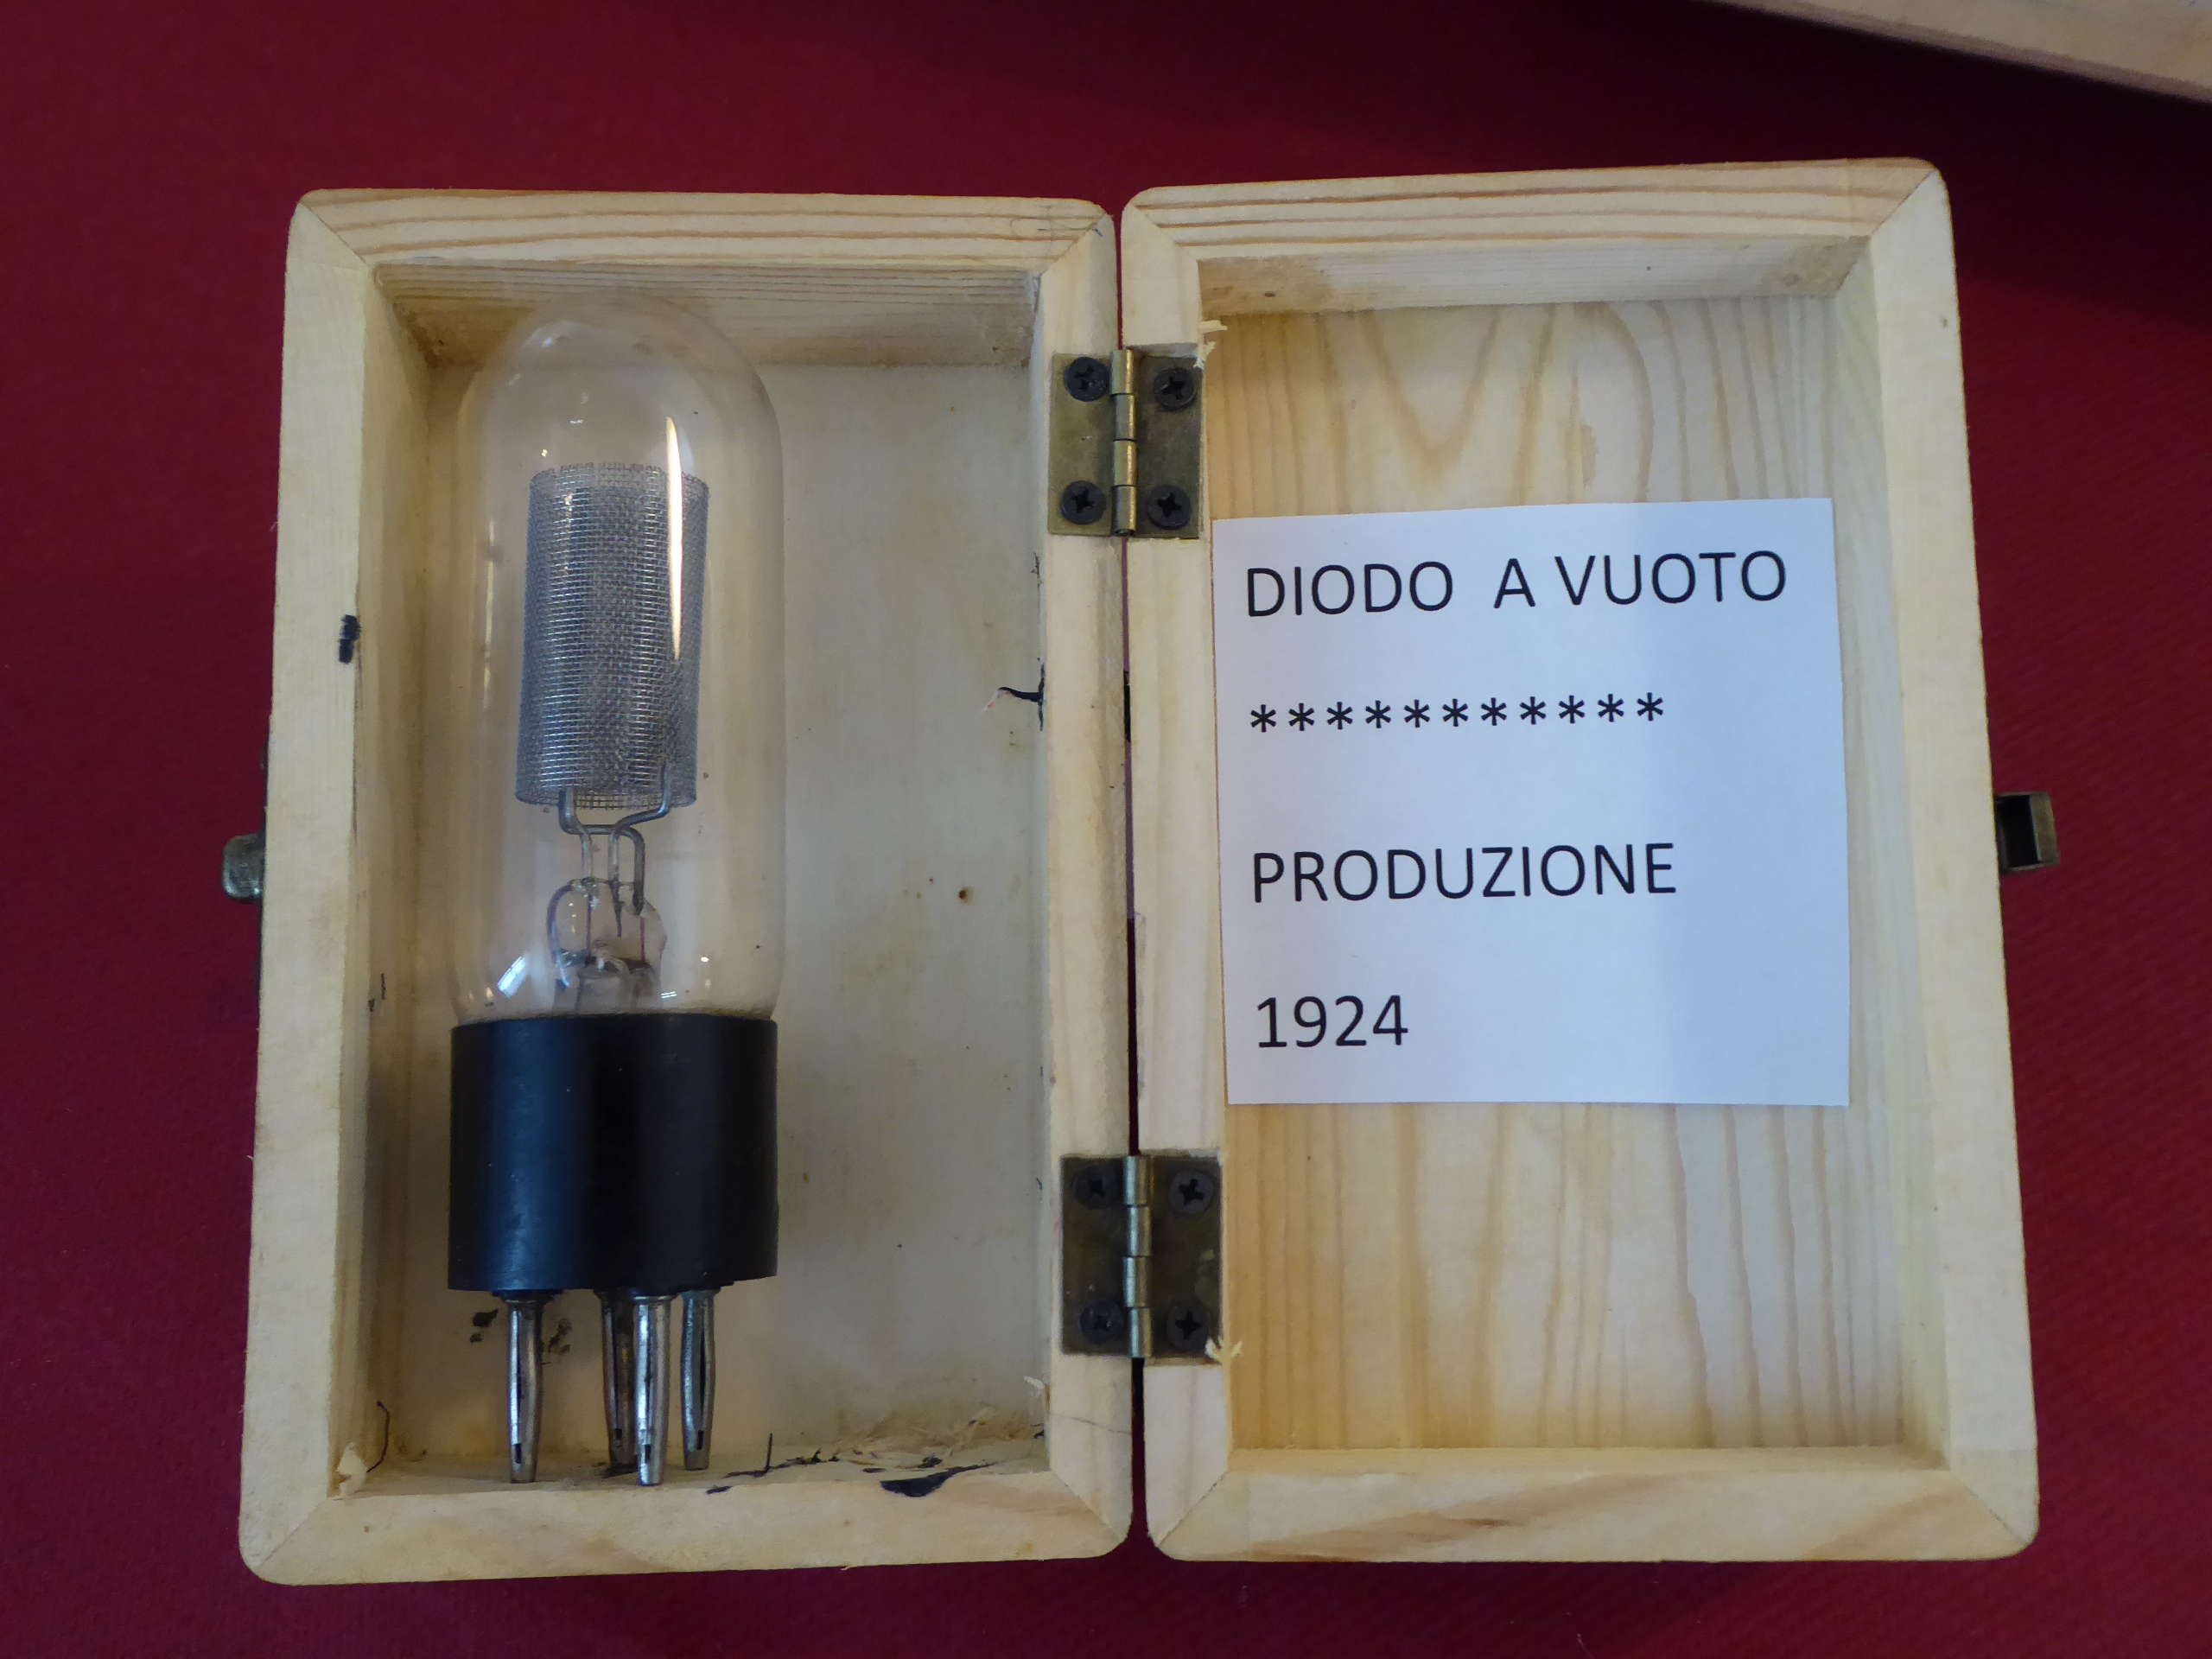 DIODO A VUOTO
***********
PRODUZIONE
1924